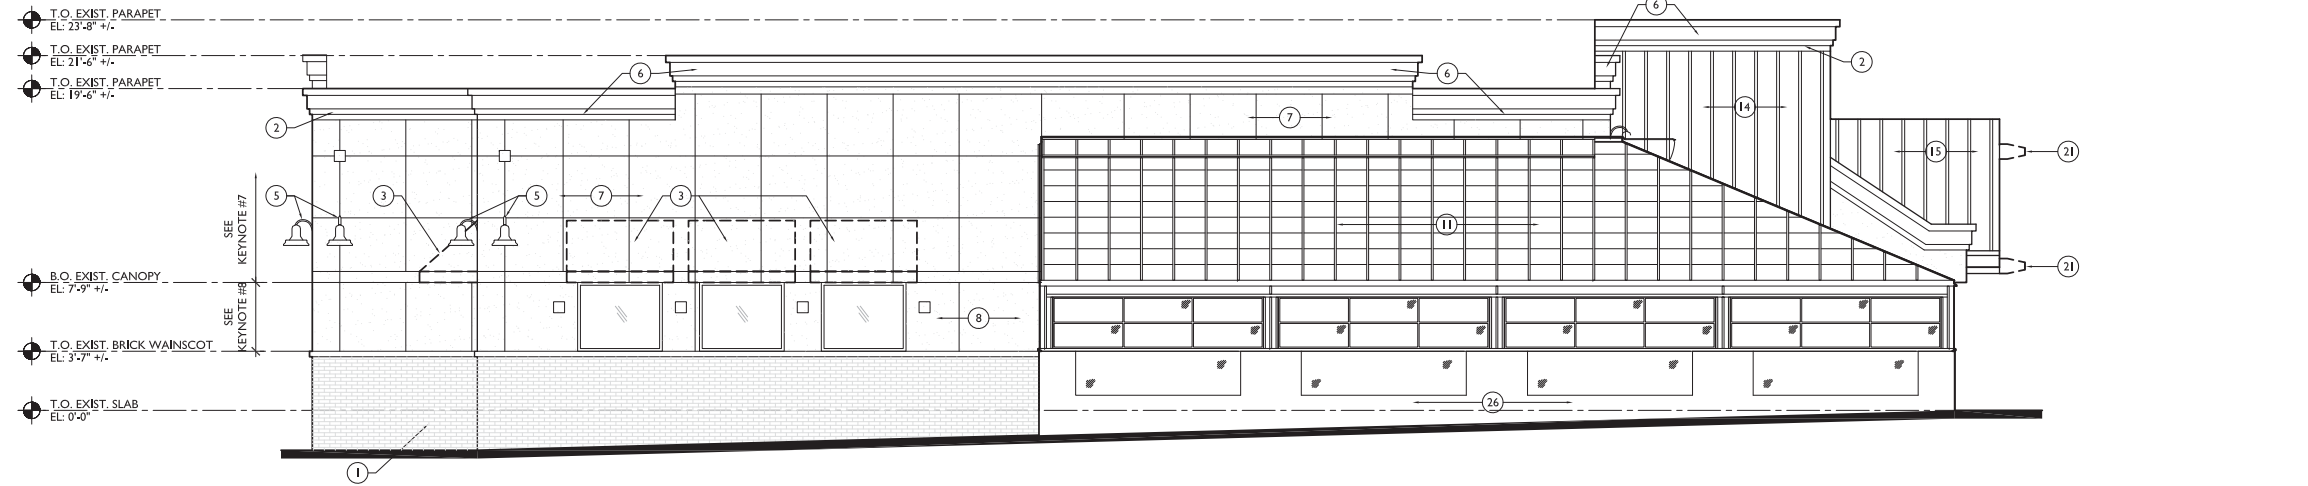 T.O. EXIST. PARAPET
EL: 23'-8" +/-
T.O. EXIST. PARAPET
EL: 21'-6" +/-
T.O. EXIST. PARAPET
EL: 19'-6" +/-
6
2
6
6
14
2
7
15
21
5
3
5
7
3
SEE
KEYNOTE #7
11
B.O. EXIST. CANOPY
EL: 7'-9" +/-
21
SEE
KEYNOTE #8
8
T.O. EXIST. BRICK WAINSCOT
EL: 3'-7" +/-
T.O. EXIST. SLAB
EL: 0'-0"
26
1